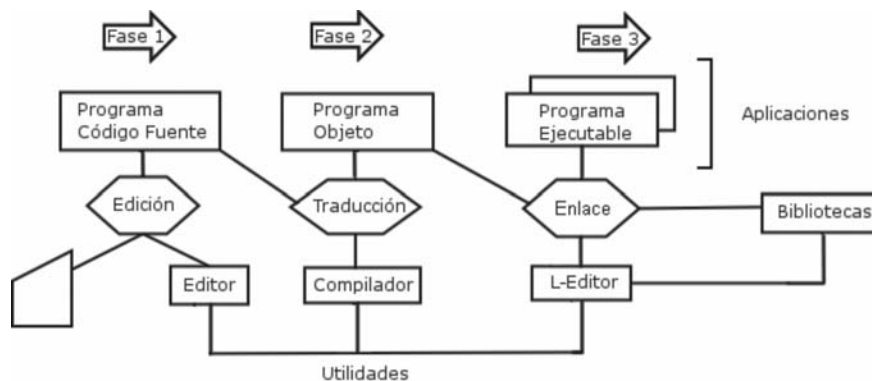 Fase 1
Fase 2
Fase 3
Programa
Código Fuente
Programa
Objeto
Programa
Ejecutable
Aplicaciones
Edición
Traducción
Enlace
Bibliotecas
Editor
Compilador
L-Editor
Utilidades